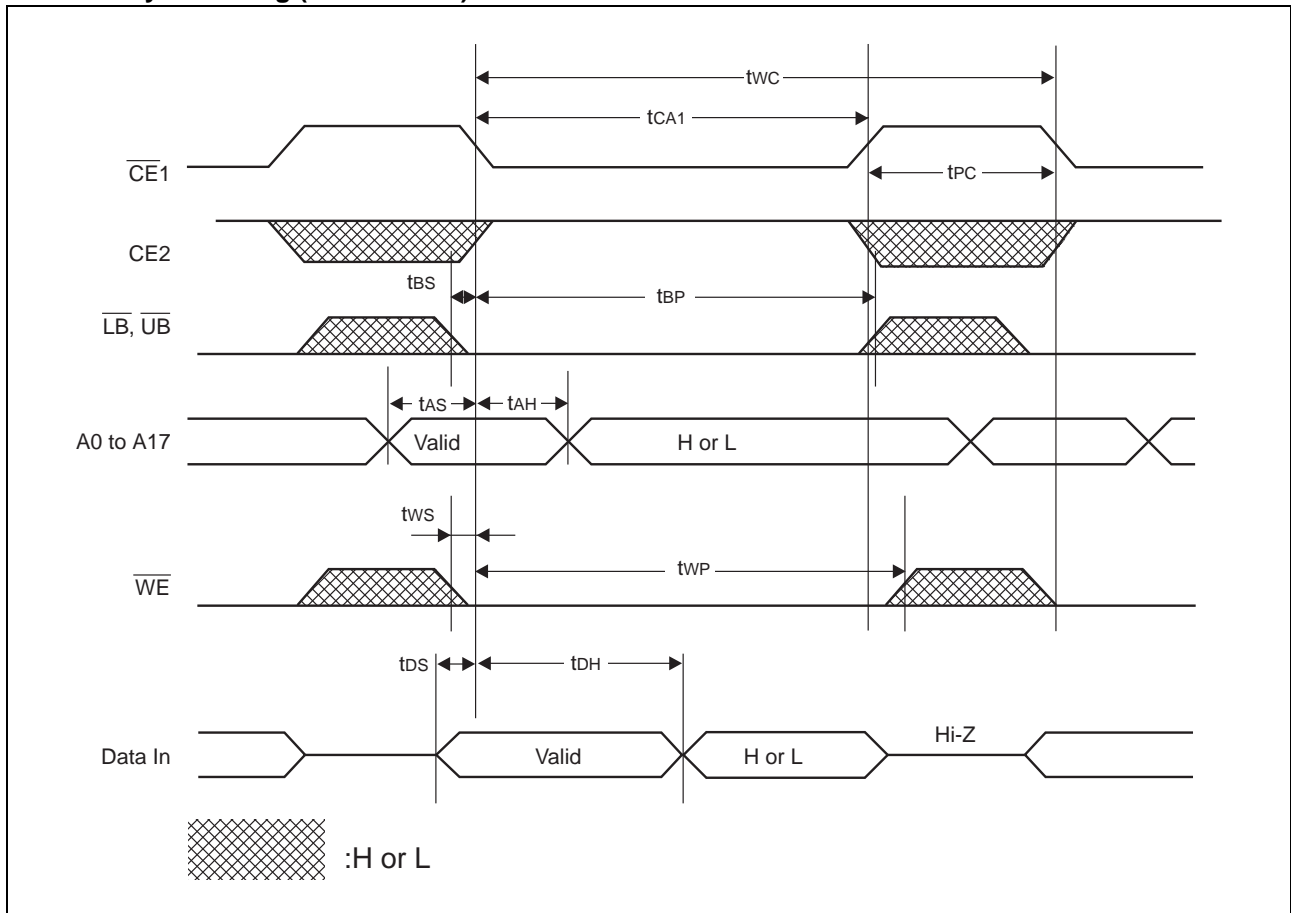 tWC
tCA1
CE1
tPC
CE2
tBS
tBP
LB, UB
tAS
tAH
A0 to A17
Valid
H or L
tWS
tWP
WE
tDS
tDH
Data In
Valid
H or L
Hi-Z
:H or L